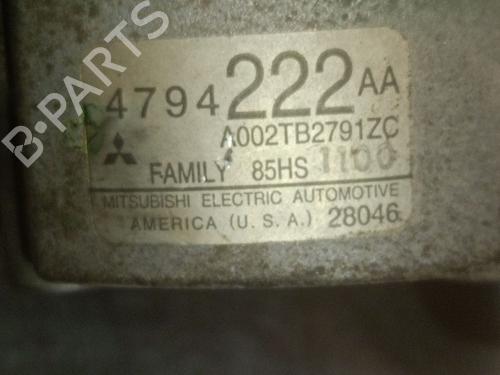 B-PARTS
4794222AA
A002TB2791ZC
FAMILY 85HS 1100
MITSUBISHI ELECTRIC AUTOMOTIVE
AMERICA (U.S.A.) 28046